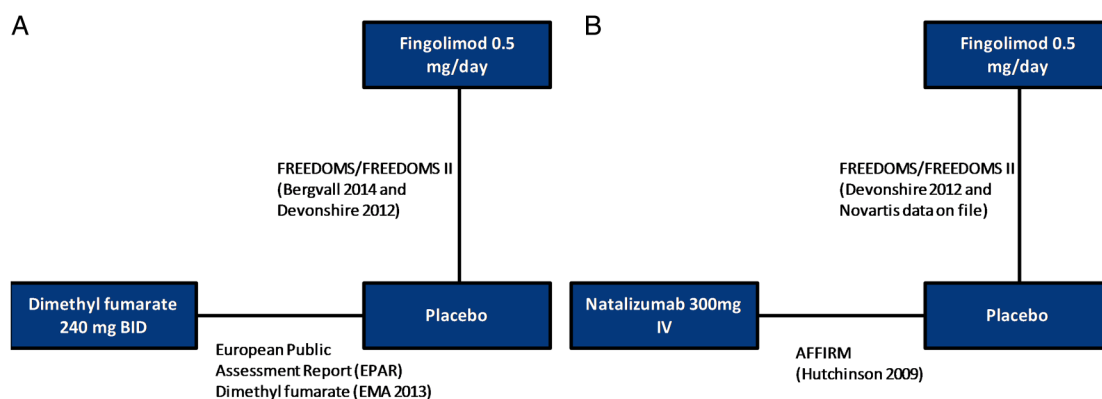 A
Fingolimod 0.5
mg/day
FREEDOMS/FREEDOMS II
(Bergvall 2014 and
Devonshire 2012)
Dimethyl fumarate
240 mg BID
Placebo
European Public
Assessment Report (EPAR)
Dimethyl fumarate (EMA 2013)
B
Fingolimod 0.5
mg/day
FREEDOMS/FREEDOMS II
(Devonshire 2012 and
Novartis data on file)
Natalizumab 300mg
IV
Placebo
AFFIRM
(Hutchinson 2009)